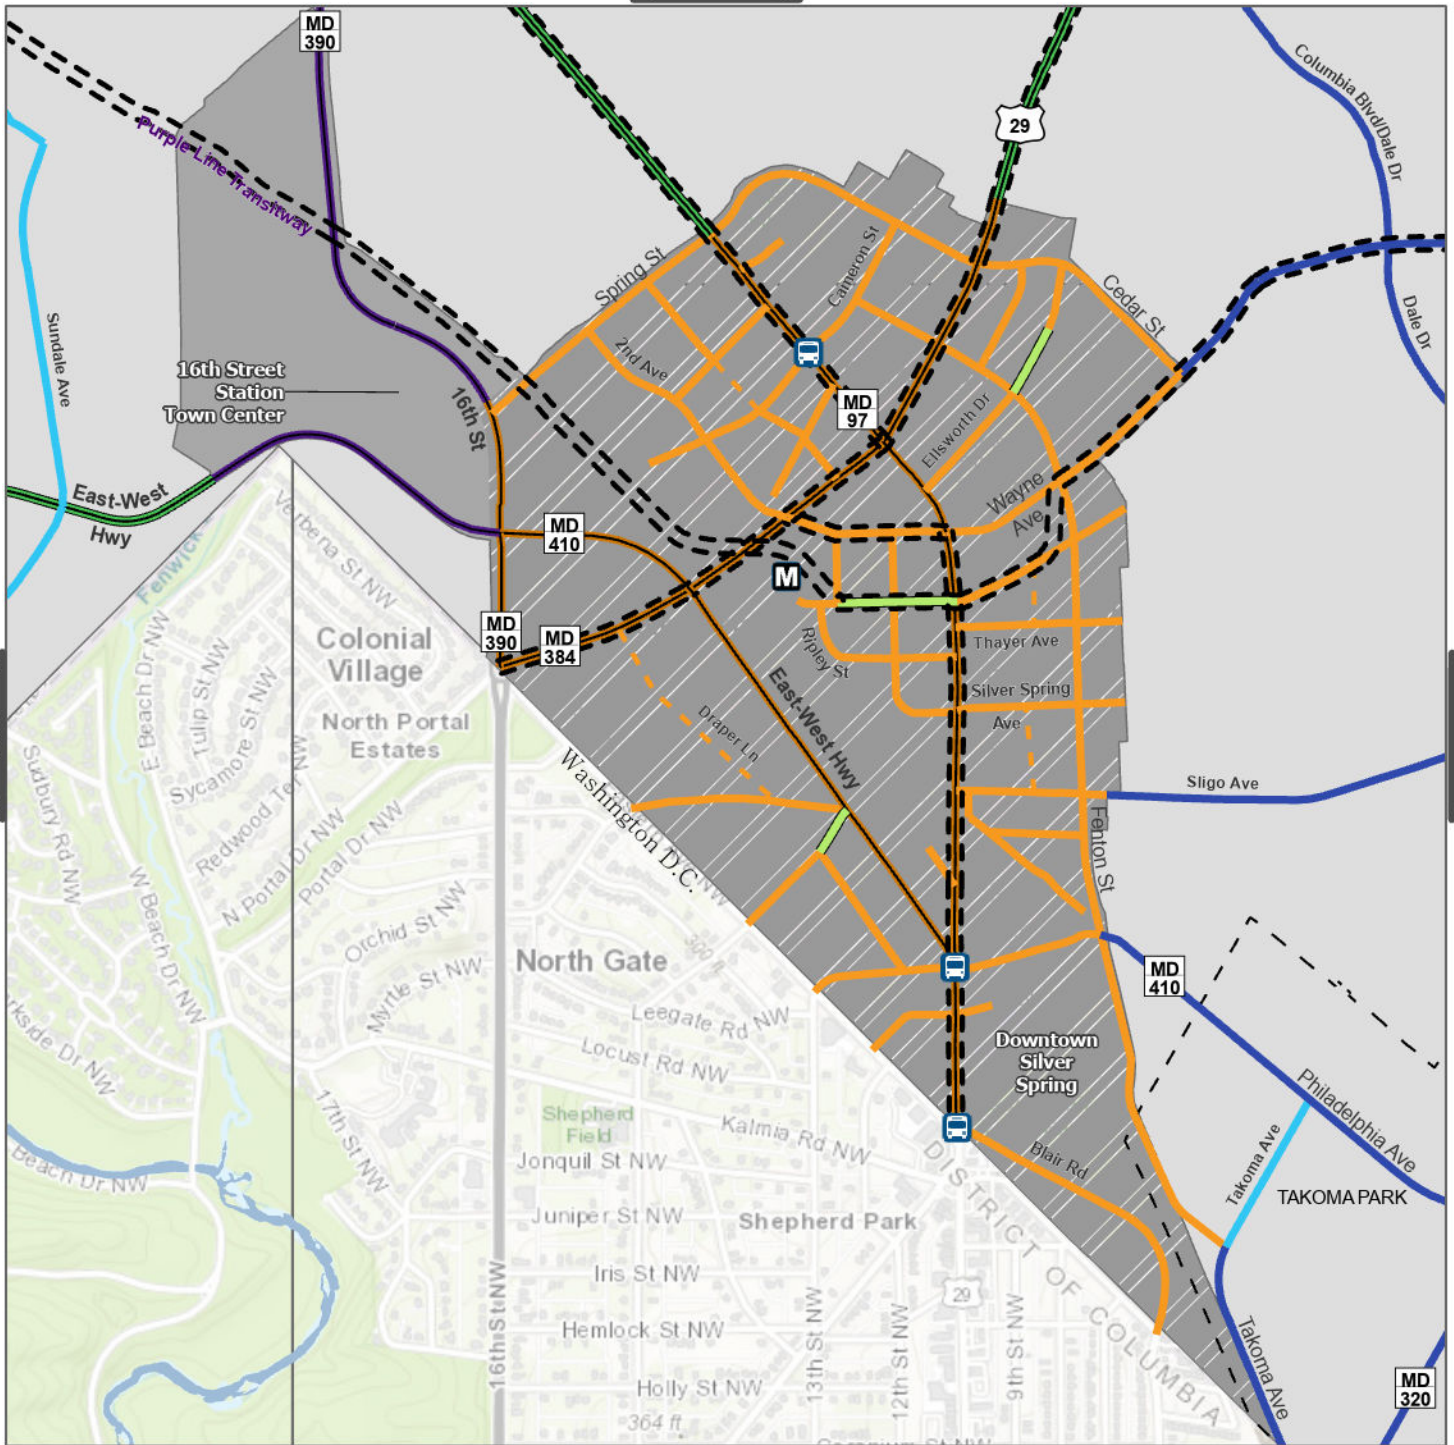 MD
390
29
Columbia Blvd/Dale Dr
Purple Line Transitway
Spring St
Cameron St
Cedar St
Dale Dr
Sundale Ave
2nd Ave
16th Street
Station
Town Center
16th St
MD
97
Ellsworth Dr
Wayne
Ave
East-West
Hwy
MD
410
M
Verbena St NW
Fenwick
MD
390
MD
384
Colonial
Village
Ripley St
Thayer Ave
Silver Spring
Ave
E Beach Dr NW
Tulip St NW
Sycamore St NW
North Portal
Estates
Draper Ln
East-West Hwy
Sudbury Rd NW
Redwood Ter NW
N Portal Dr NW
Portal Dr NW
Washington D.C.
NW
Sligo Ave
Fenton St
W Beach Dr NW
Orchid St NW
Myrtle St NW
North Gate
300 ft
MD
410
rkside Dr NW
Leegate Rd NW
Locust Rd NW
Downtown
Silver
Spring
17th St NW
Shepherd
Field
Kalmia Rd NW
Philadelphia Ave
Beach Dr NW
Jonquil St NW
DISTRICT OF COLUMBIA
Blair Rd
Takoma Ave
TAKOMA PARK
Juniper St NW
Shepherd Park
16th St NW
Iris St NW
29
Hemlock St NW
13th St NW
12th St NW
9th St NW
Takoma Ave
Holly St NW
364 ft
MD
320